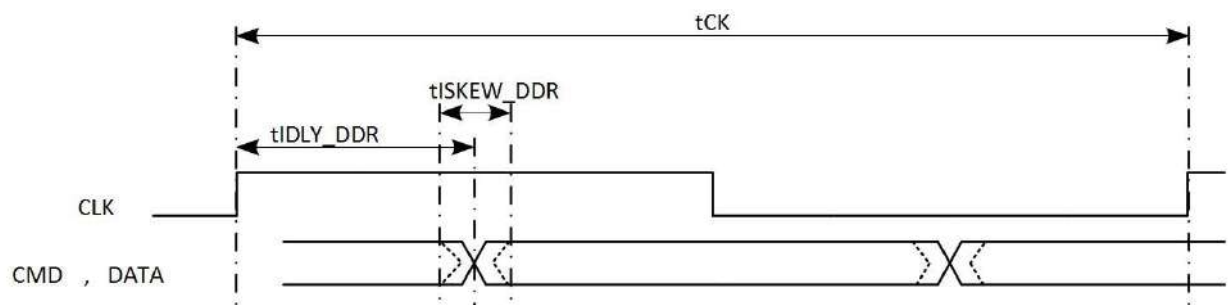 tCK
tISKEW_DDR
tIDLY_DDR
CLK
CMD , DATA